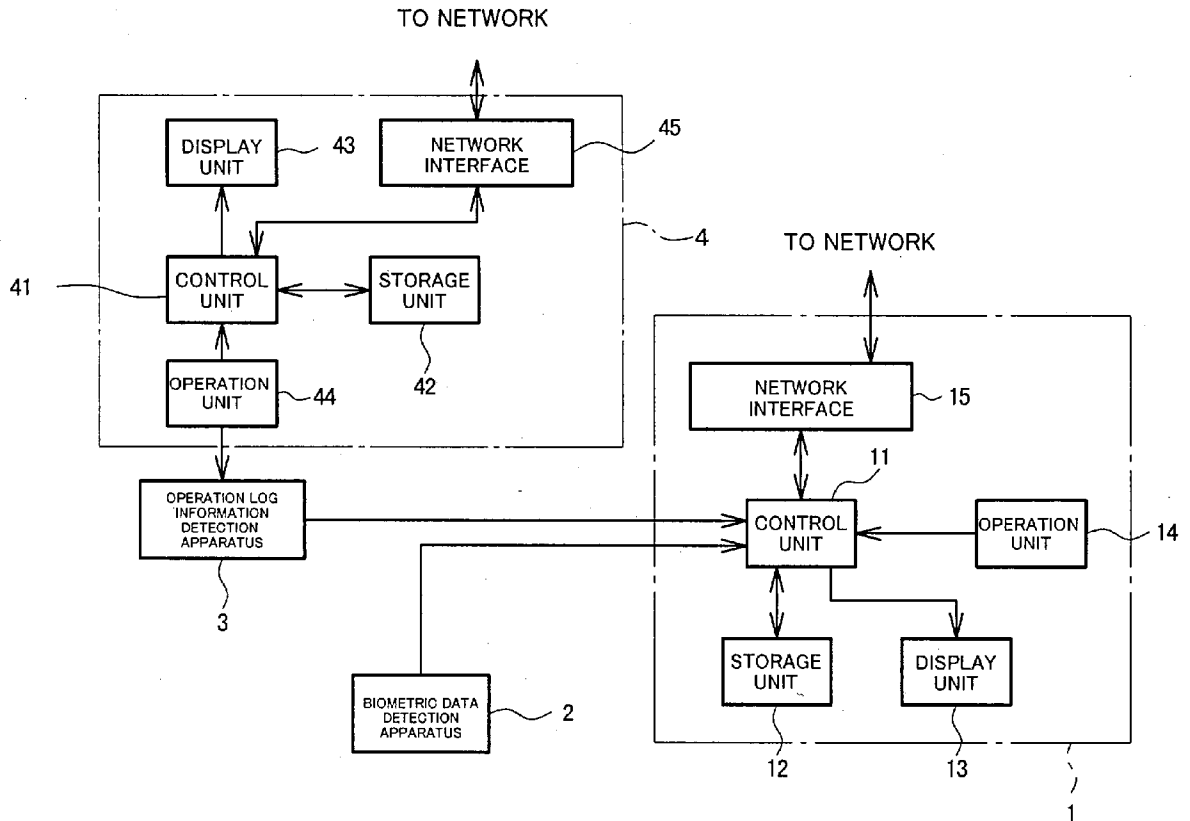 TO NETWORK
DISPLAY
UNIT
43
NETWORK
INTERFACE
45
4
TO NETWORK
41
CONTROL
UNIT
STORAGE
UNIT
42
OPERATION
UNIT
44
NETWORK
INTERFACE
15
OPERATION LOG
INFORMATION
DETECTION
APPARATUS
3
11
CONTROL
UNIT
OPERATION
UNIT
14
BIOMETRIC DATA
DETECTION
APPARATUS
2
STORAGE
UNIT
12
DISPLAY
UNIT
13
1